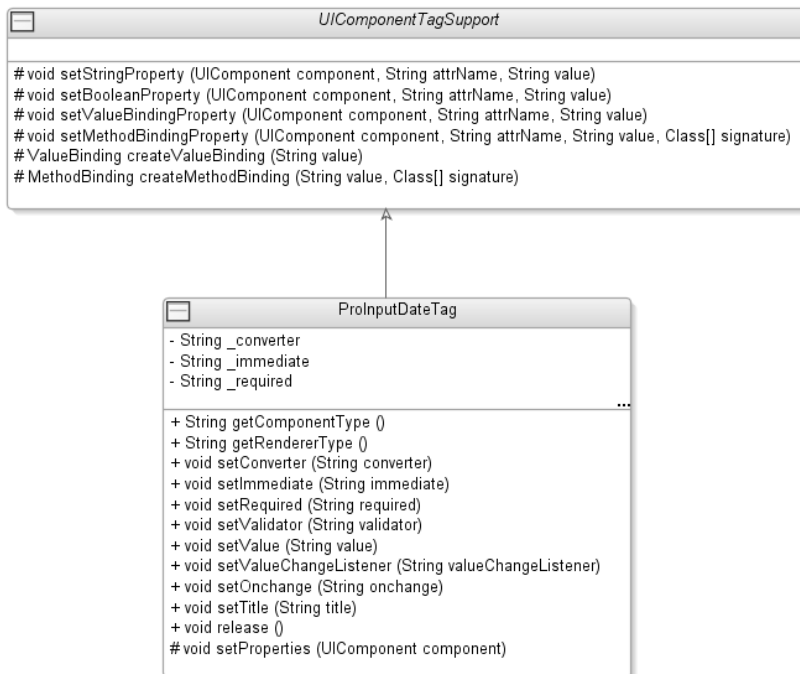 UIComponentTagSupport
# void setStringProperty (UIComponent component, String attrName, String value)
# void setBooleanProperty (UIComponent component, String attrName, String value)
# void setValueBindingProperty (UIComponent component, String attrName, String value)
# void setMethodBindingProperty (UIComponent component, String attrName, String value, Class[] signature)
# ValueBinding createValueBinding (String value)
# MethodBinding createMethodBinding (String value, Class[] signature)
ProInputDateTag
- String _converter
- String _immediate
- String _required
...
+ String getComponentType ()
+ String getRendererType ()
+ void setConverter (String converter)
+ void setImmediate (String immediate)
+ void setRequired (String required)
+ void setValidator (String validator)
+ void setValue (String value)
+ void setValueChangeListener (String valueChangeListener)
+ void setOnchange (String onchange)
+ void setTitle (String title)
+ void release ()
# void setProperties (UIComponent component)